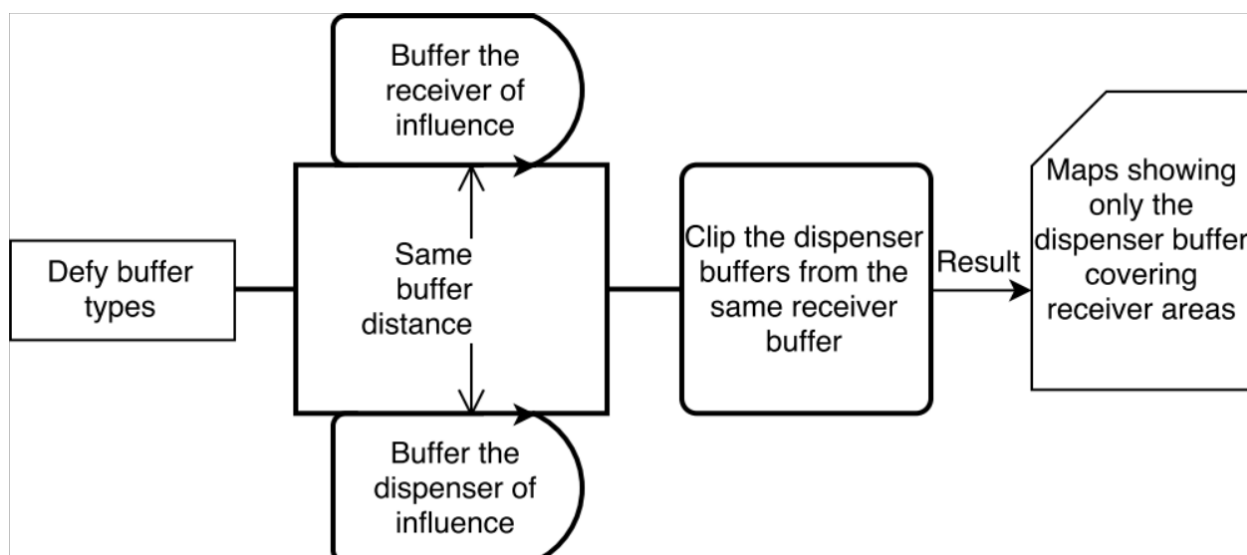 Defy buffer
types
Buffer the
receiver of
influence
Same
buffer
distance
Buffer the
dispenser of
influence
Clip the dispenser
buffers from the
same receiver
buffer
Result
Maps showing
only the
dispenser buffer
covering
receiver areas